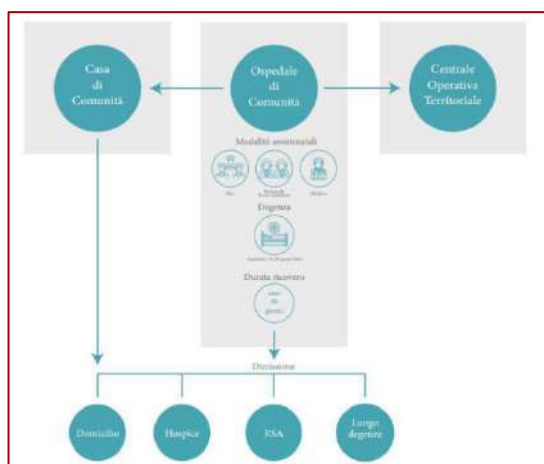 Casa
di
Comunità
Ospedale
di
Comunità
Centrale
Operativa
Territoriale
Modalità assistenziali
Degenza
Durata ricovero
giorni
Dimissione
Domicilio
Hospice
RSA
Lungo
degenze